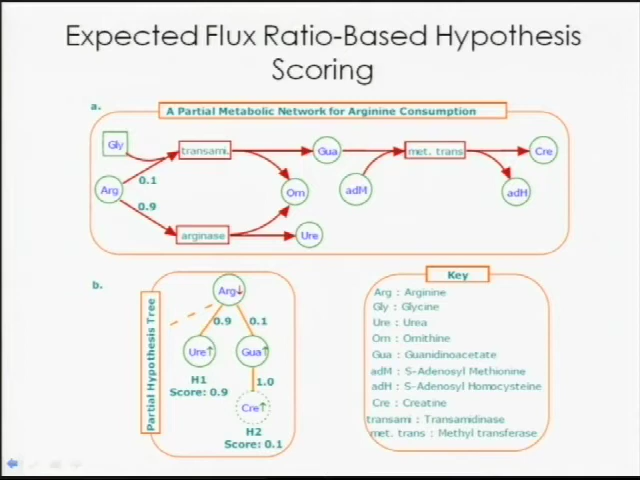 Expected Flux Ratio-Based Hypothesis
Scoring
a.
A Partial Metabolic Network for Arginine Consumption
Gly
transami.
Gua
met. trans
Cre
Arg
0.1
0.9
Orn
adM
adH
arginase
Ure
b.
Partial Hypothesis Tree
Arg↓
0.9
0.1
Ure↑
Gua↑
H1
Score: 0.9
1.0
Cre↑
H2
Score: 0.1
Key
Arg : Arginine
Gly : Glycine
Ure : Urea
Orn : Ornithine
Gua : Guanidinoacetate
adM : S-Adenosyl Methionine
adH : S-Adenosyl Homocysteine
Cre : Creatine
transami : Transamidinase
met. trans : Methyl transferase